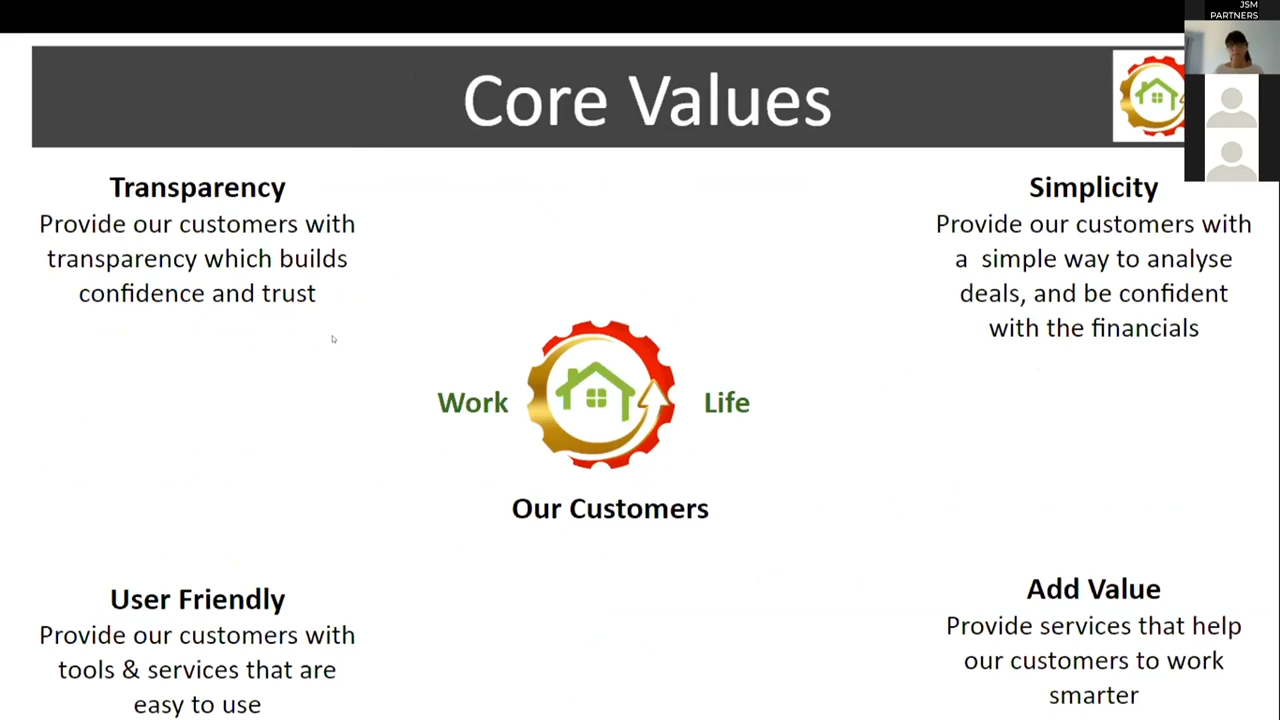 JSM
PARTNERS
Core Values
Transparency
Provide our customers with
transparency which builds
confidence and trust
Simplicity
Provide our customers with
a simple way to analyse
deals, and be confident
with the financials
Work
Life
Our Customers
User Friendly
Provide our customers with
tools & services that are
easy to use
Add Value
Provide services that help
our customers to work
smarter